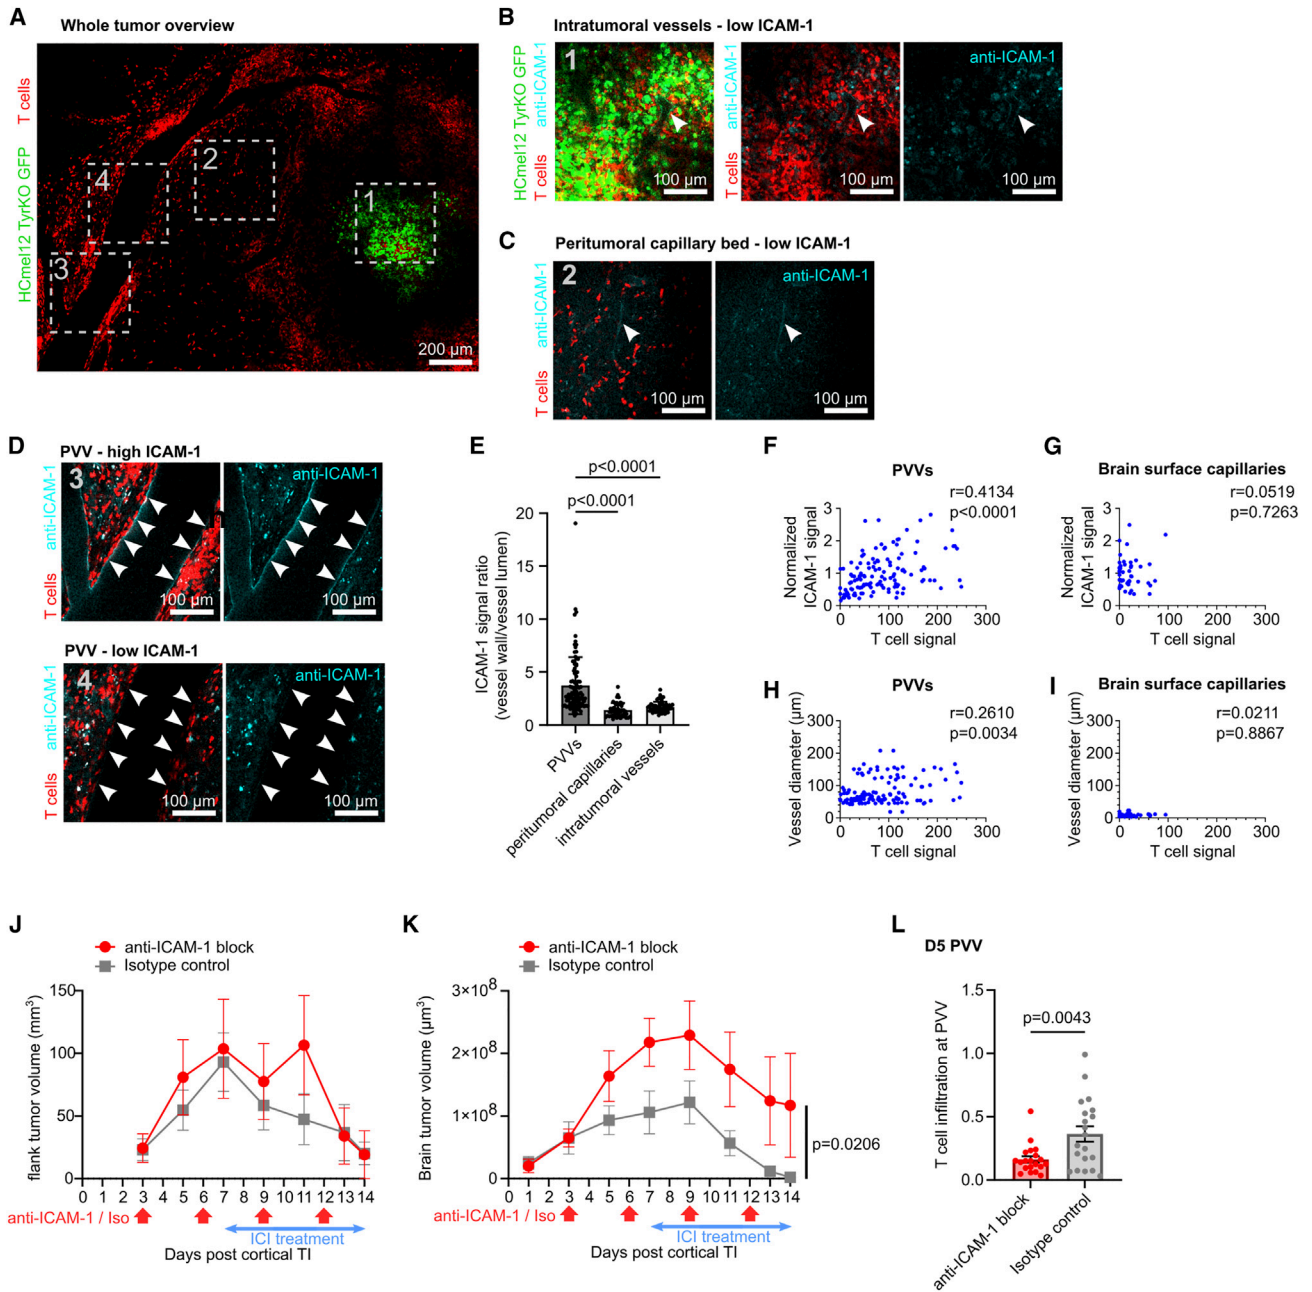 A
Whole tumor overview
HCmel12 TyrKO GFP T cells
1
2
3
4
200 µm
B
Intratumoral vessels - low ICAM-1
HCmel12 TyrKO GFP
T cells anti-ICAM-1
1
100 µm
T cells anti-ICAM-1
100 µm
anti-ICAM-1
100 µm
C
Peritumoral capillary bed - low ICAM-1
T cells anti-ICAM-1
2
100 µm
anti-ICAM-1
100 µm
D
PVV - high ICAM-1
T cells anti-ICAM-1
3
100 µm
anti-ICAM-1
100 µm
PVV - low ICAM-1
T cells anti-ICAM-1
4
100 µm
anti-ICAM-1
100 µm
E
p<0.0001
p<0.0001
ICAM-1 signal ratio
(vessel wall/vessel lumen)
20
15
10
5
0
PVVs
peritumoral capillaries
intratumoral vessels
F
PVVs
r=0.4134
p<0.0001
Normalized
ICAM-1 signal
3
2
1
0
0 100 200 300
T cell signal
G
Brain surface capillaries
r=0.0519
p=0.7263
Normalized
ICAM-1 signal
3
2
1
0
0 100 200 300
T cell signal
H
PVVs
r=0.2610
p=0.0034
Vessel diameter (µm)
300
200
100
0
0 100 200 300
T cell signal
I
Brain surface capillaries
r=0.0211
p=0.8867
Vessel diameter (µm)
300
200
100
0
0 100 200 300
T cell signal
J
anti-ICAM-1 block
Isotype control
flank tumor volume (mm³)
150
100
50
0
0 1 2 3 4 5 6 7 8 9 10 11 12 13 14
anti-ICAM-1 / Iso
ICI treatment
Days post cortical TI
K
anti-ICAM-1 block
Isotype control
Brain tumor volume (µm³)
3×10⁸
2×10⁸
1×10⁸
0
p=0.0206
0 1 2 3 4 5 6 7 8 9 10 11 12 13 14
anti-ICAM-1 / Iso
ICI treatment
Days post cortical TI
L
D5 PVV
p=0.0043
T cell infiltration at PVV
1.5
1.0
0.5
0.0
anti-ICAM-1 block
Isotype control